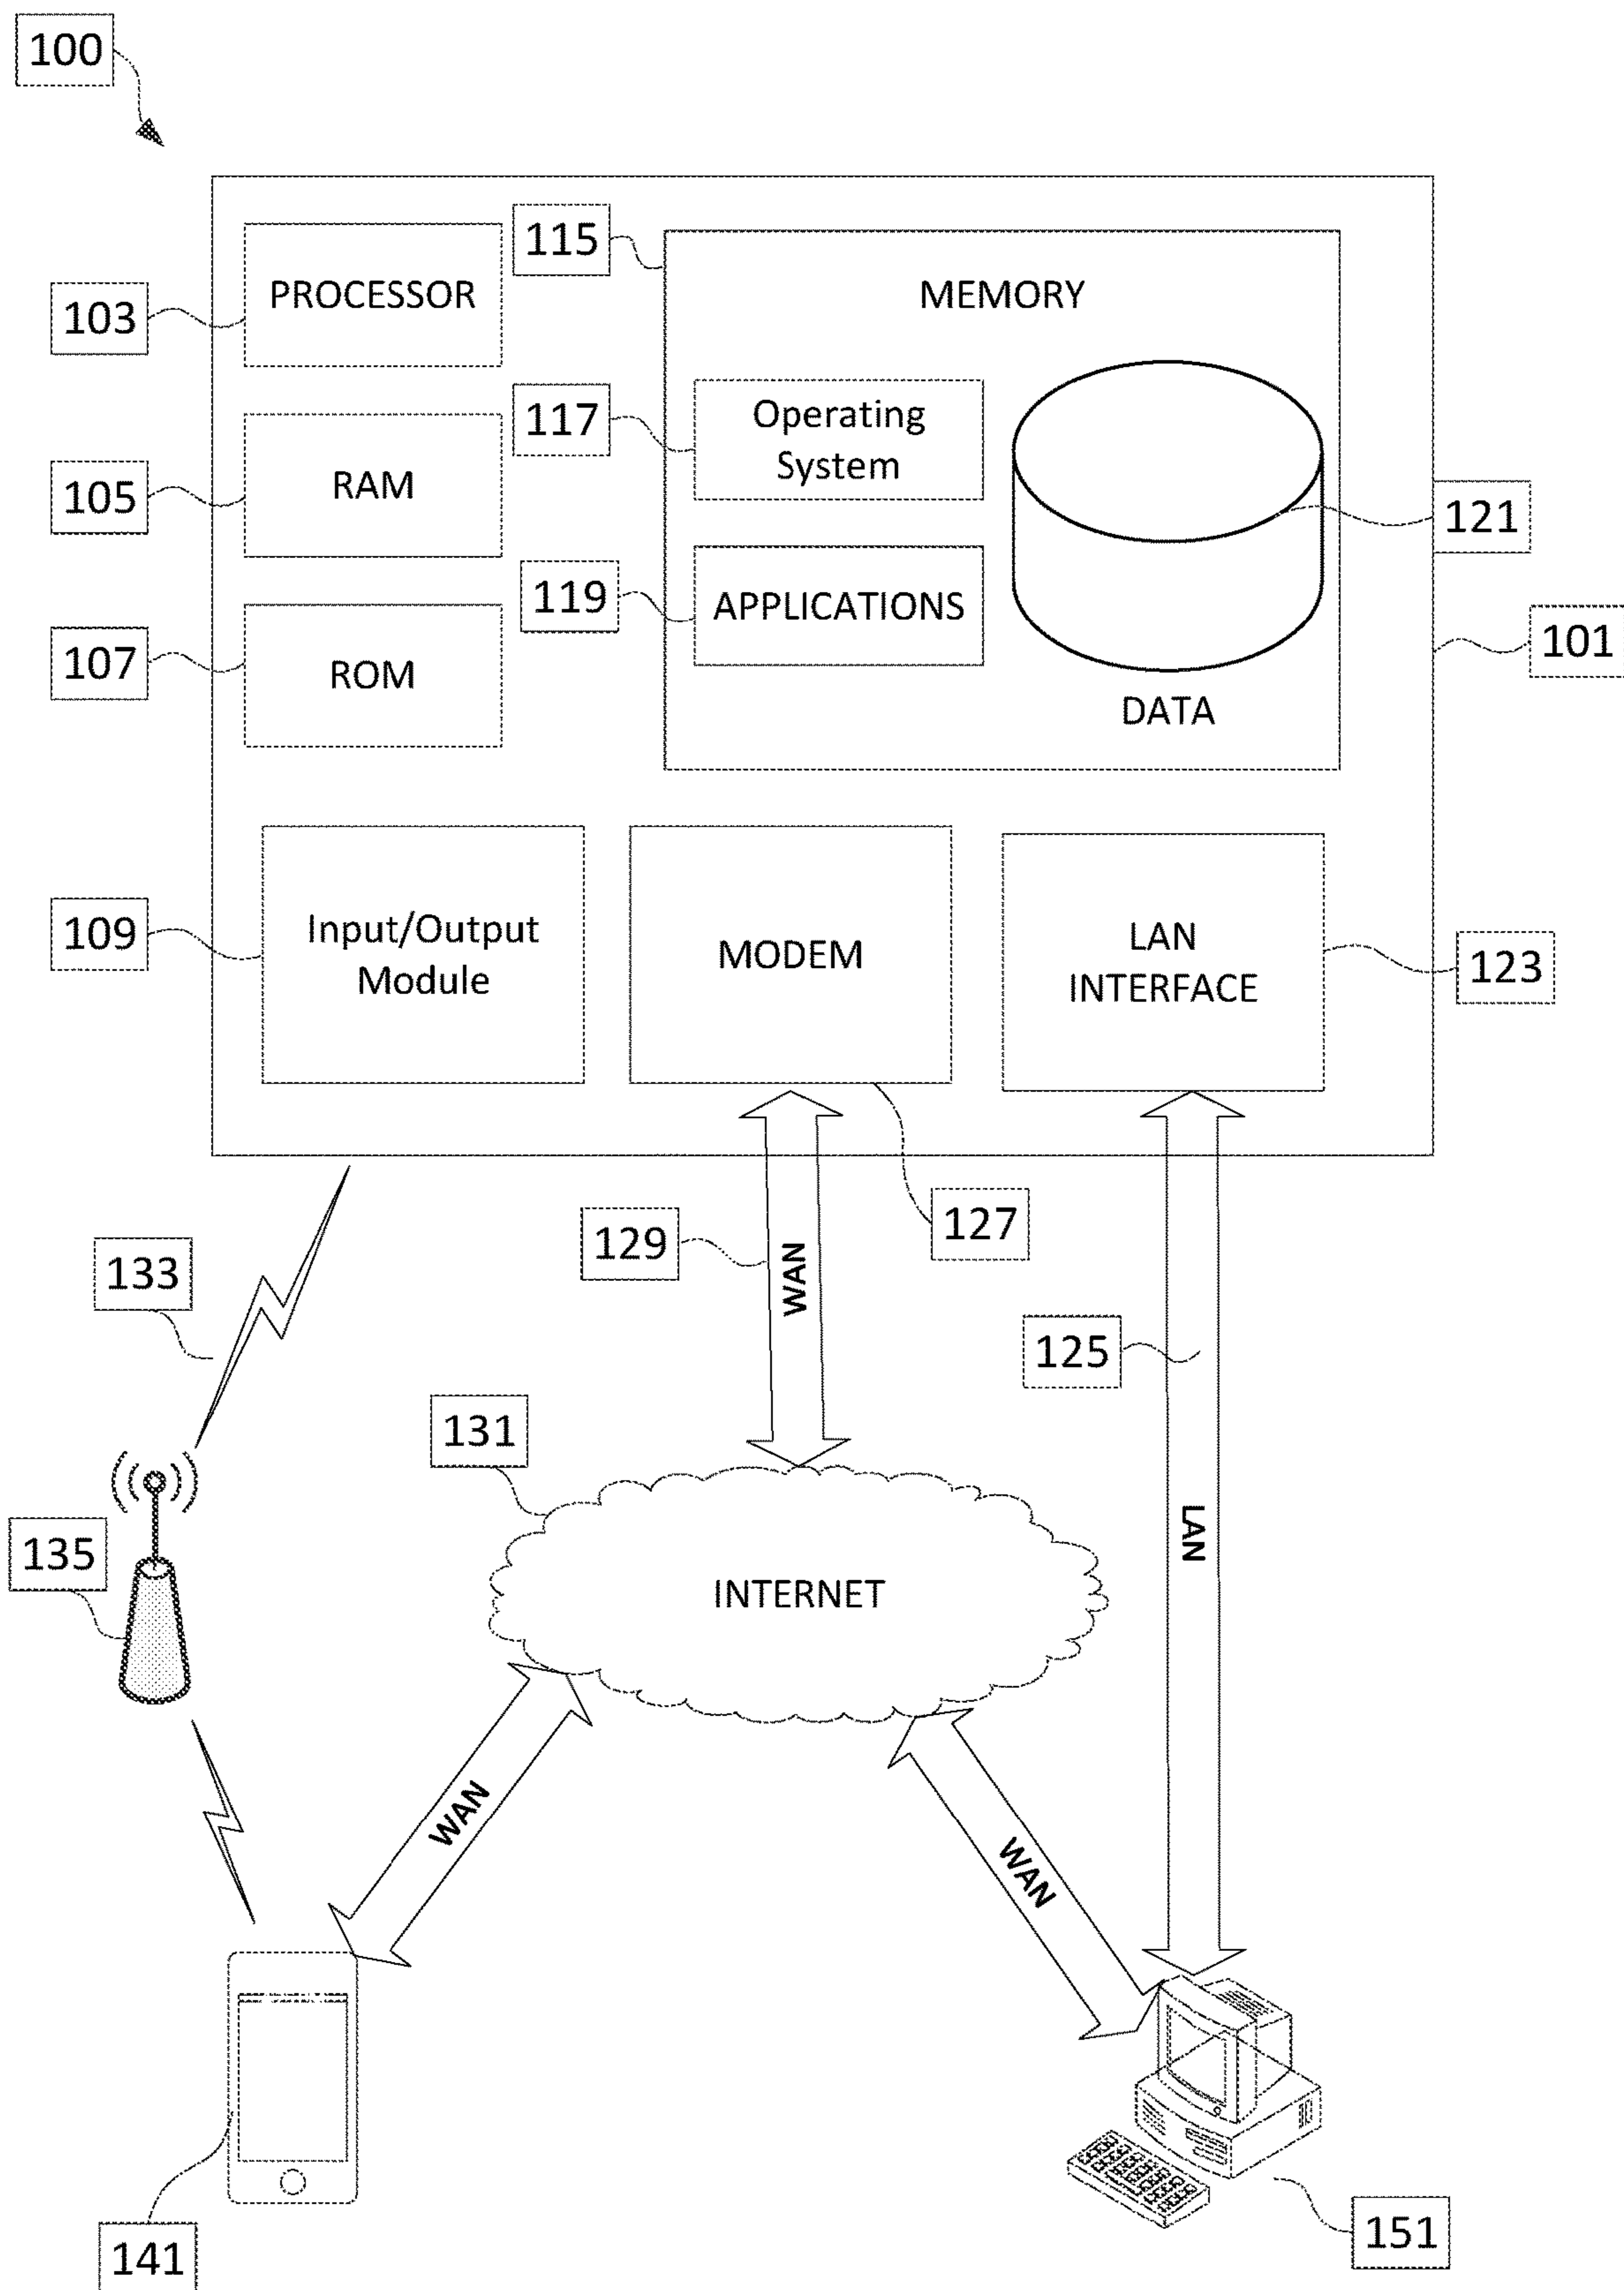 100
115
PROCESSOR
MEMORY
103
117
Operating
System
105
RAM
121
119
APPLICATIONS
101
107
ROM
DATA
109
Input/Output
Module
MODEM
LAN
INTERFACE
123
127
129
WAN
133
125
131
LAN
135
INTERNET
WAN
WAN
141
151